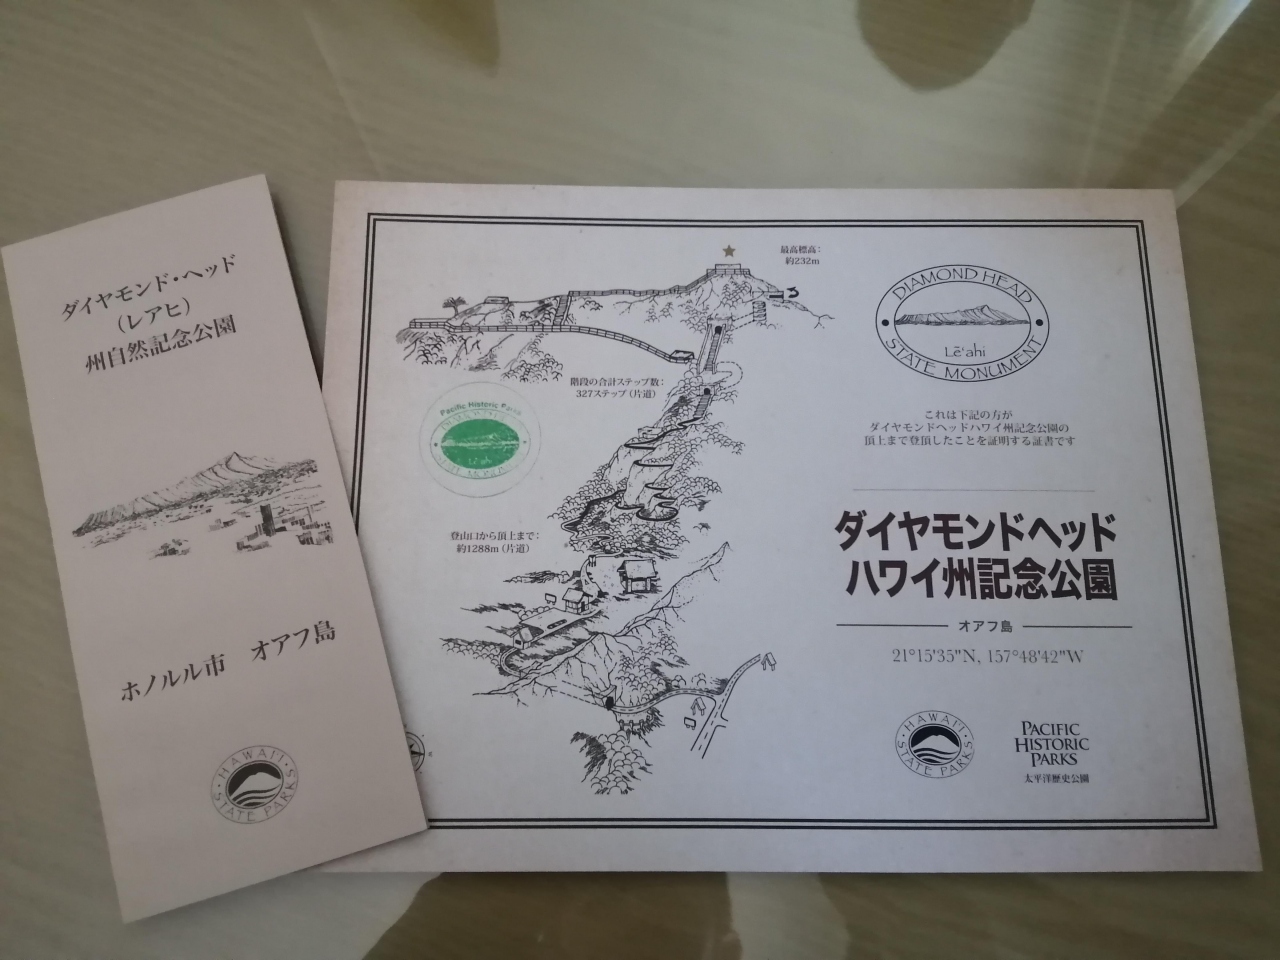 ダイヤモンド・ヘッド
（レアヒ）
州自然記念公園
ホノルル市　オアフ島
HAWAIʻI
STATE PARKS
最高標高：
約232m
階段の合計ステップ数：
327ステップ（片道）
Pacific Historic Parks
Lēʻahi
登山口から頂上まで：
約1288m（片道）
DIAMOND HEAD
Lēʻahi
STATE MONUMENT
これは下記の方が
ダイヤモンドヘッドハワイ州記念公園の
頂上まで登頂したことを証明する証書です
ダイヤモンドヘッド
ハワイ州記念公園
オアフ島
21°15'35"N, 157°48'42"W
HAWAIʻI
STATE PARKS
PACIFIC
HISTORIC
PARKS
太平洋歴史公園